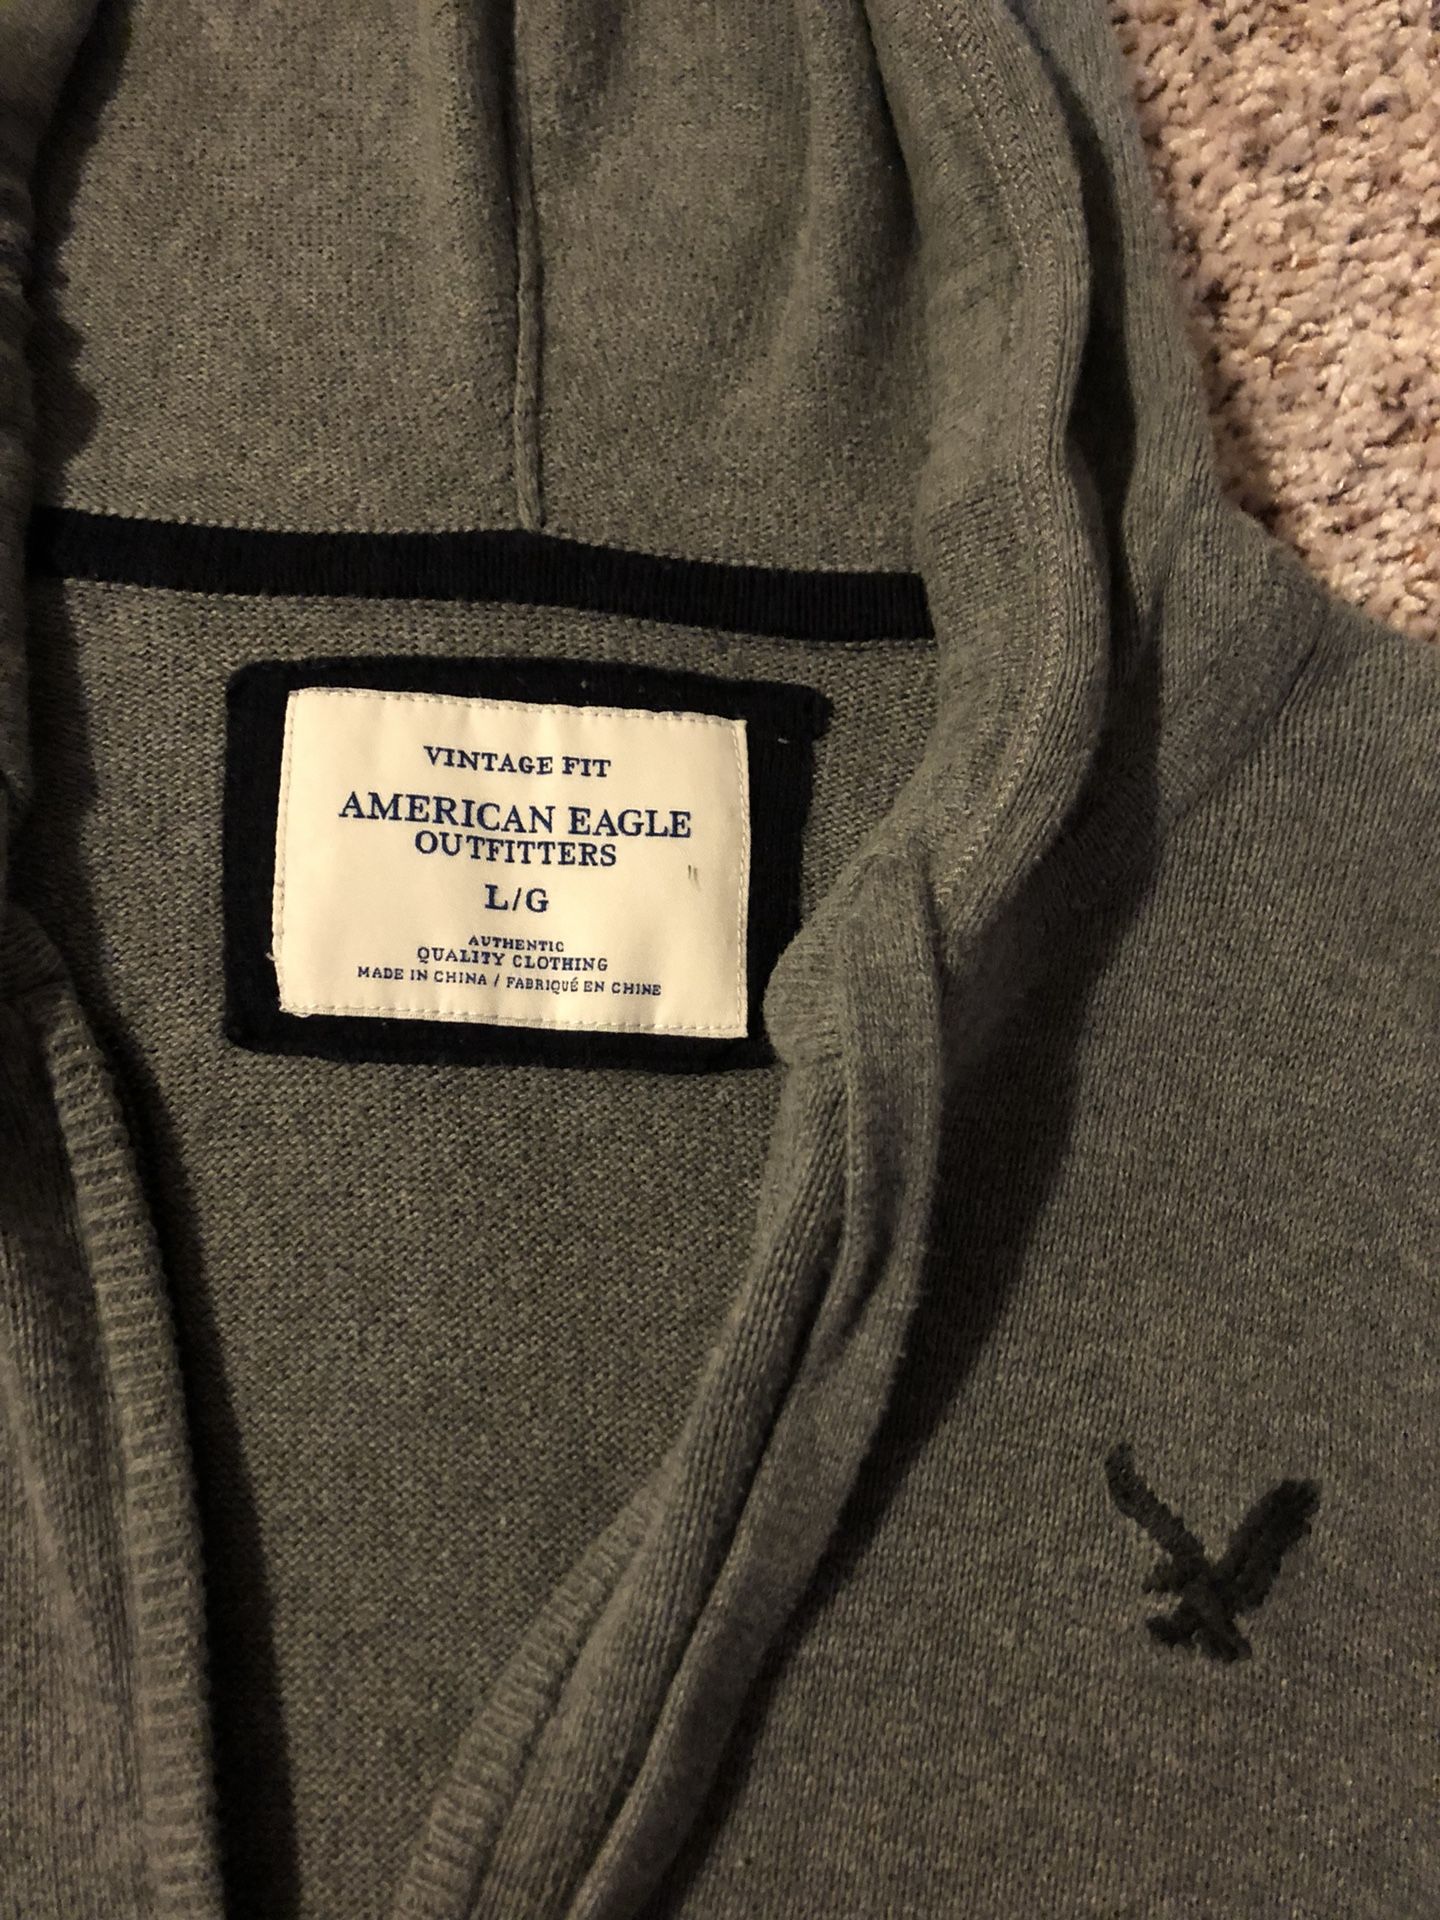 VINTAGE FIT
AMERICAN EAGLE
OUTFITTERS
L/G
AUTHENTIC
QUALITY CLOTHING
MADE IN CHINA / FABRIQUÉ EN CHINE